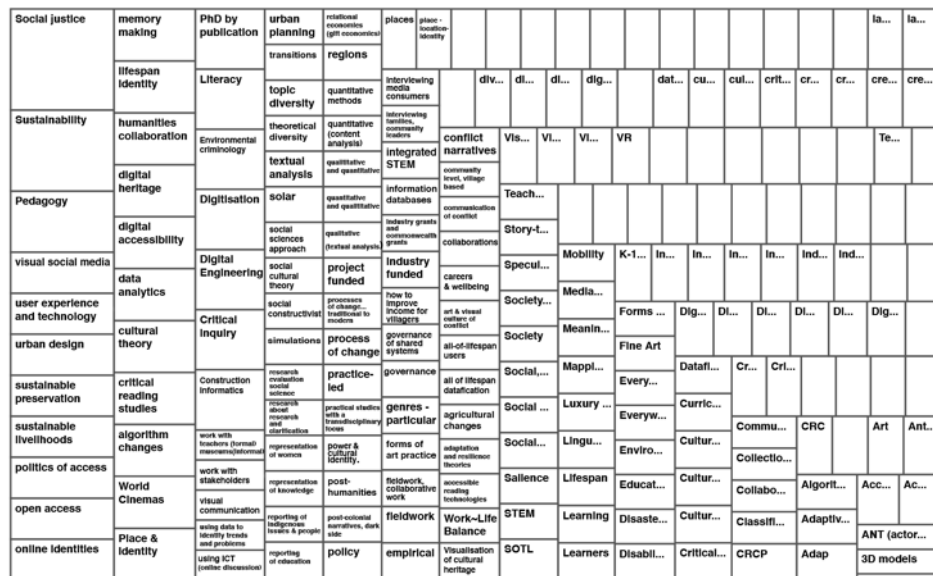 Social justice
Sustainability
Pedagogy
visual social media
user experience
and technology
urban design
sustainable
preservation
sustainable
livelihoods
politics of access
open access
online identities
memory
making
lifespan
identity
humanities
collaboration
digital
heritage
digital
accessibility
data
analytics
cultural
theory
critical
reading
studies
algorithm
changes
World
Cinemas
Place &
Identity
PhD by
publication
Literacy
Environmental
criminology
Digitisation
Digital
Engineering
Critical
Inquiry
Construction
Informatics
work with
teachers (formal)
museums(informal)
work with
stakeholders
visual
communication
using data to
identity trends
and problems
using ICT
(online discussion)
urban
planning
transitions
topic
diversity
theoretical
diversity
textual
analysis
solar
social
sciences
approach
social
cultural
theory
social
constructivist
simulations
research
evaluation
social
science
research
about
research
and
clarification
representation
of women
representation
of knowledge
reporting of
indigenous
issues & people
reporting
of education
relational
economies
(gift economies)
regions
quantitative
methods
quantitative
(content
analysis)
qualititative
and quantitative
quantitative
and qualititative
qualitative
(textual analysis)
project
funded
processes
of change...
traditional to
modern
process
of change
practice-
led
practical studies
with a
transdisciplinary
focus
power &
cultural
identity.
post-
humanities
post-colonial
narratives, dark
side
policy
places
interviewing
media
consumers
interviewing
families,
community
leaders
integrated
STEM
information
databases
industry grants
and
commonwealth
grants
industry
funded
how to
improve
income for
villagers
governance
of shared
systems
governance
genres -
particular
forms of
art practice
fieldwork,
collaborative
work
fieldwork
empirical
place -
location-
identity
conflict
narratives
community
level, village
based
communication
of conflict
collaborations
careers
& wellbeing
art & visual
culture of
conflict
all-of-lifespan
users
all of lifespan
datafication
agricultural
changes
adaptation
and resilience
theories
accessible
reading
technologies
Work~Life
Balance
Visualisation
of cultural
heritage
div...
di...
di...
dig...
dat...
cu...
cul...
crit...
cr...
cr...
cre...
cre...
la...
la...
Vis...
Vi...
Vi...
VR
Te...
Teach...
Story-t...
Specul...
Society...
Society
Social,...
Social ...
Social...
Salience
STEM
SOTL
Mobility
Media...
Meanin...
Mappi...
Luxury ...
Lingu...
Lifespan
Learning
Learners
K-1...
In...
In...
In...
In...
Ind...
Ind...
Forms ...
Fine Art
Every...
Everyw...
Enviro...
Educat...
Disaste...
Disabil...
Dig...
Di...
Di...
Di...
Di...
Dig...
Datafi...
Curric...
Cultur...
Cultur...
Cultur...
Critical...
Cr...
Cri...
Commu...
Collectio...
Collabo...
Classifi...
CRCP
CRC
Algorit...
Adaptiv...
Adap
Art
Ant...
Acc...
Ac...
ANT (actor...
3D models